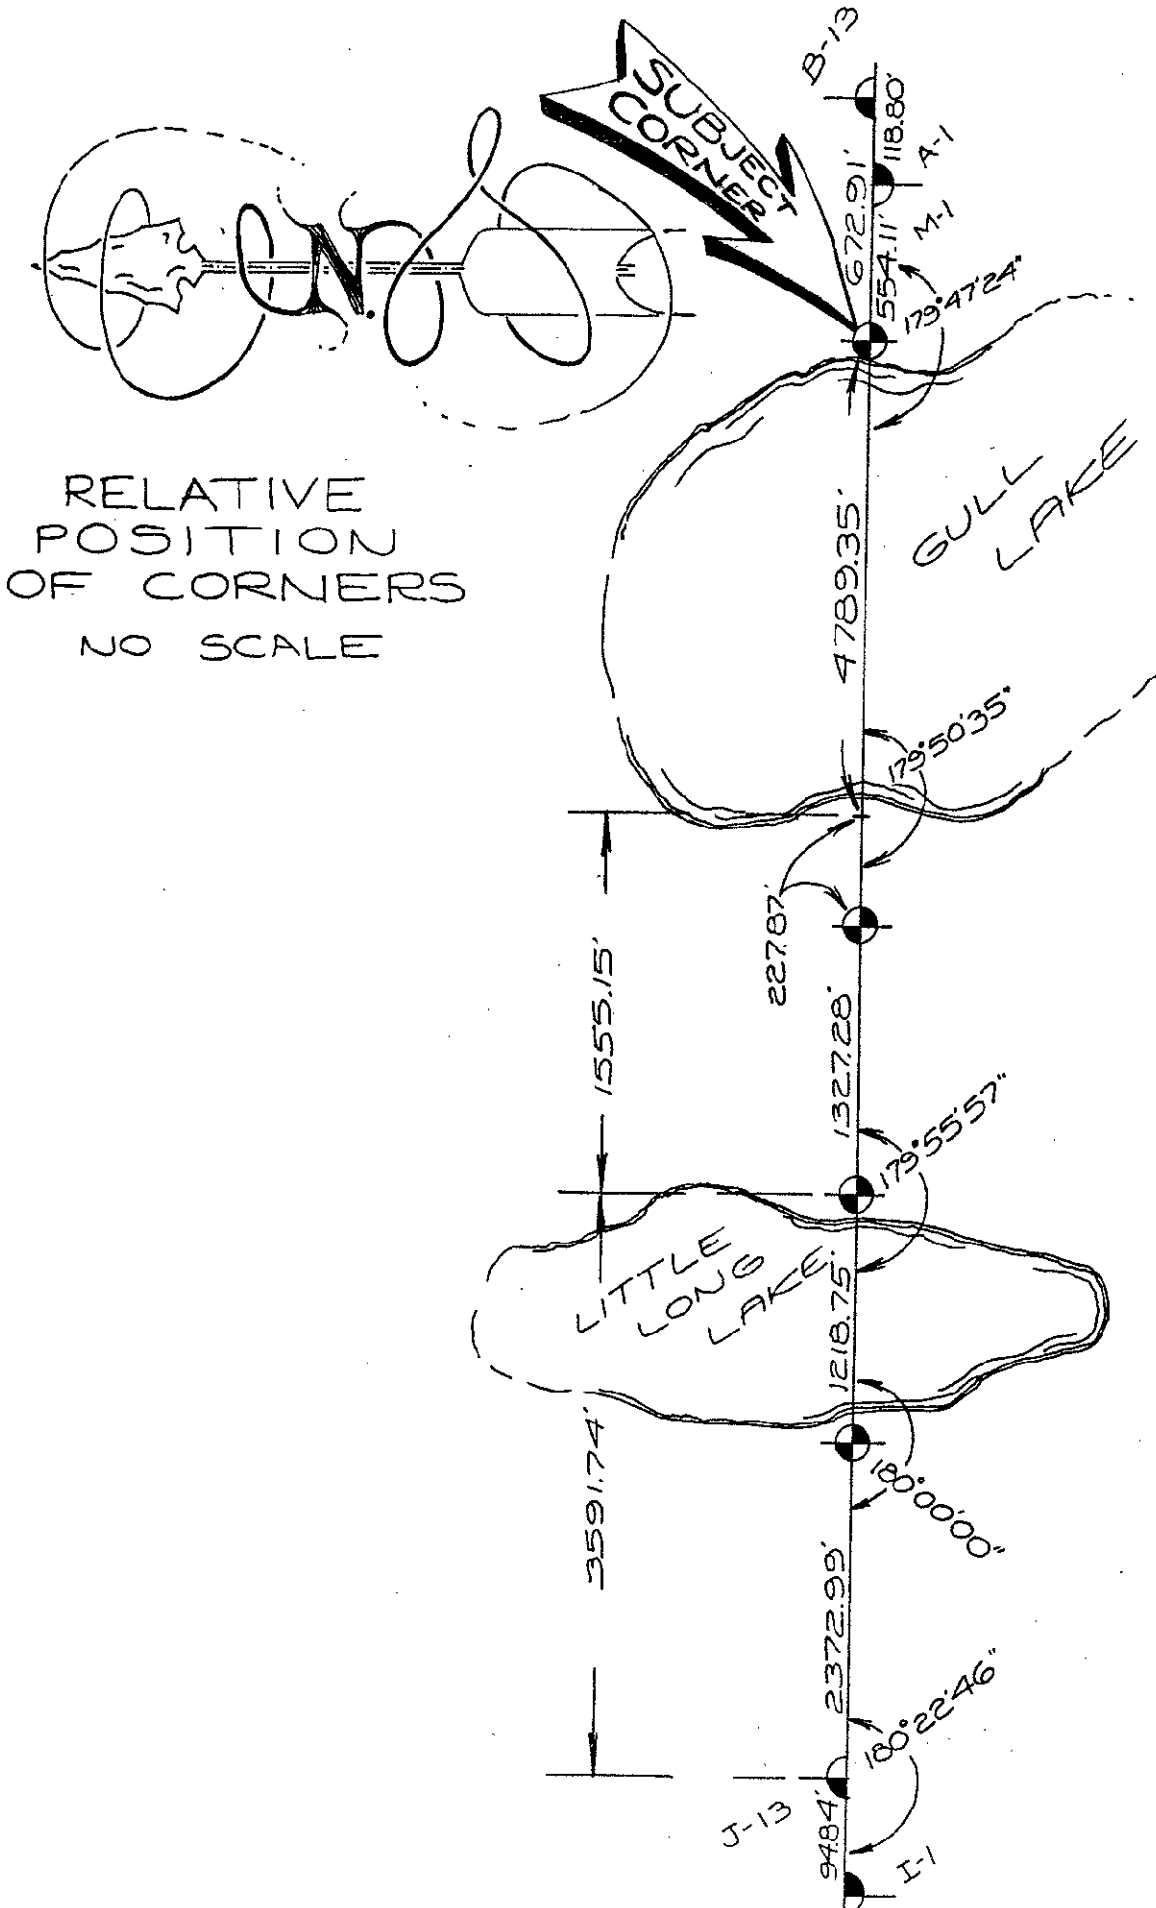 B-13
SUBJECT
CORNER
118.80'
A-1
672.91'
M-1
554.11'
179°47'24"
N.
RELATIVE
POSITION
OF CORNERS
NO SCALE
GULL
LAKE
4789.35'
179°50'35"
227.87'
1555.15'
1327.28'
179°55'57"
LITTLE
LONG
LAKE
1218.75'
3591.74'
180°00'00"
2372.99'
180°22'46"
J-13
94.84'
I-1